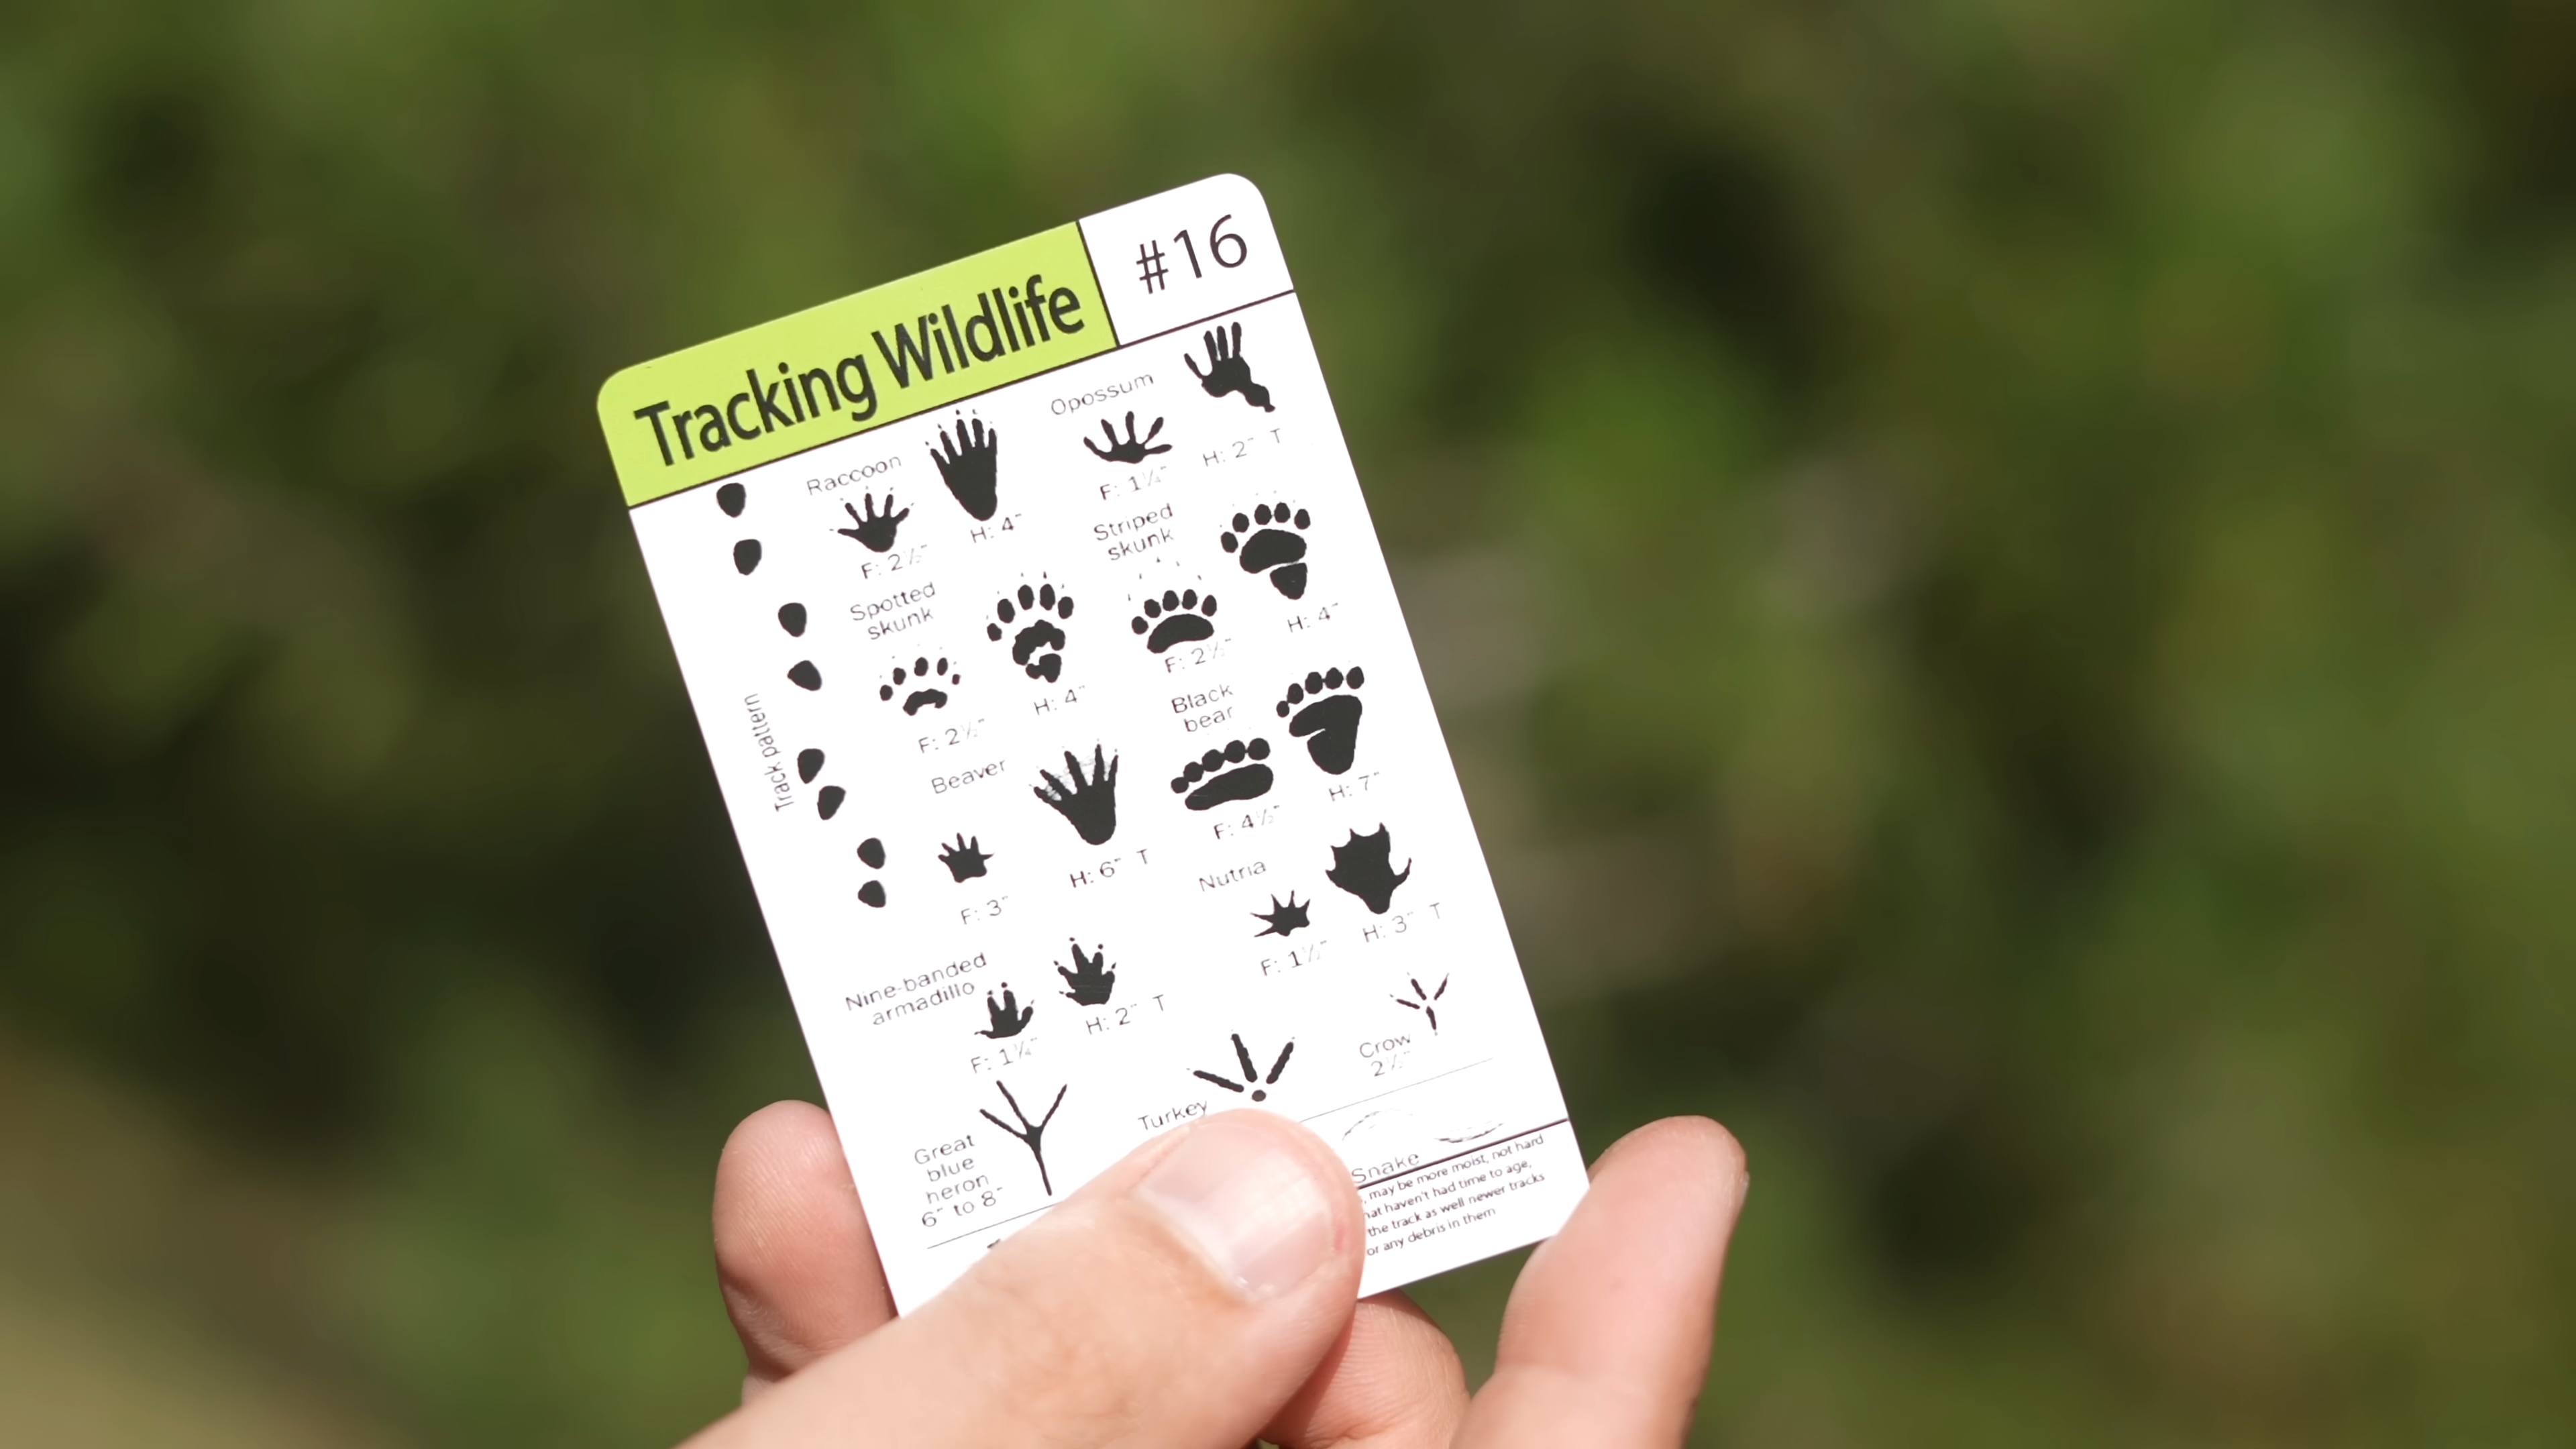 Tracking Wildlife
#16
Raccoon
F: 2½"
H: 4"
Opossum
F: 1¼"
H: 2" T
Spotted
skunk
F: 2½"
H: 4"
Striped
skunk
F: 2½"
H: 4"
Track pattern
Beaver
F: 3"
H: 6" T
Black
bear
F: 4½"
H: 7"
Nutria
F: 1½"
H: 3" T
Nine-banded
armadillo
F: 1¼"
H: 2" T
Great
blue
heron
6" to 8"
Turkey
Crow
2½"
Snake
, may be more moist, not hard
haven't had time to age,
the track as well newer tracks
or any debris in them